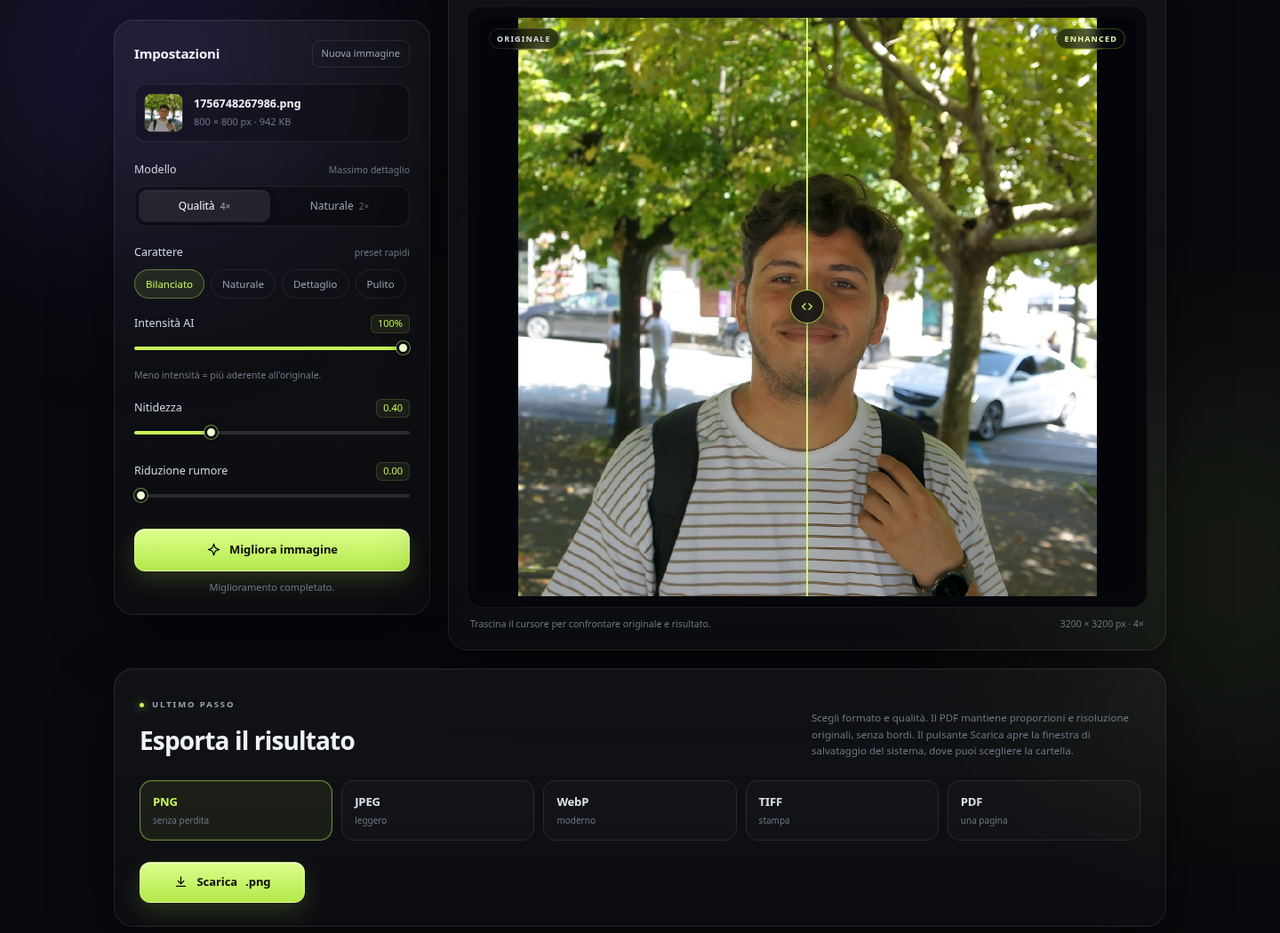 Impostazioni
Nuova immagine
1756748267986.png
800 × 800 px · 942 KB
Modello
Massimo dettaglio
Qualità 4×
Naturale 2×
Carattere
preset rapidi
Bilanciato
Naturale
Dettaglio
Pulito
Intensità AI
100%
Meno intensità = più aderente all'originale.
Nitidezza
0.40
Riduzione rumore
0.00
Migliora immagine
Miglioramento completato.
ORIGINALE
ENHANCED
Trascina il cursore per confrontare originale e risultato.
3200 × 3200 px · 4×
ULTIMO PASSO
Esporta il risultato
Scegli formato e qualità. Il PDF mantiene proporzioni e risoluzione
originali, senza bordi. Il pulsante Scarica apre la finestra di
salvataggio del sistema, dove puoi scegliere la cartella.
PNG
senza perdita
JPEG
leggero
WebP
moderno
TIFF
stampa
PDF
una pagina
Scarica .png